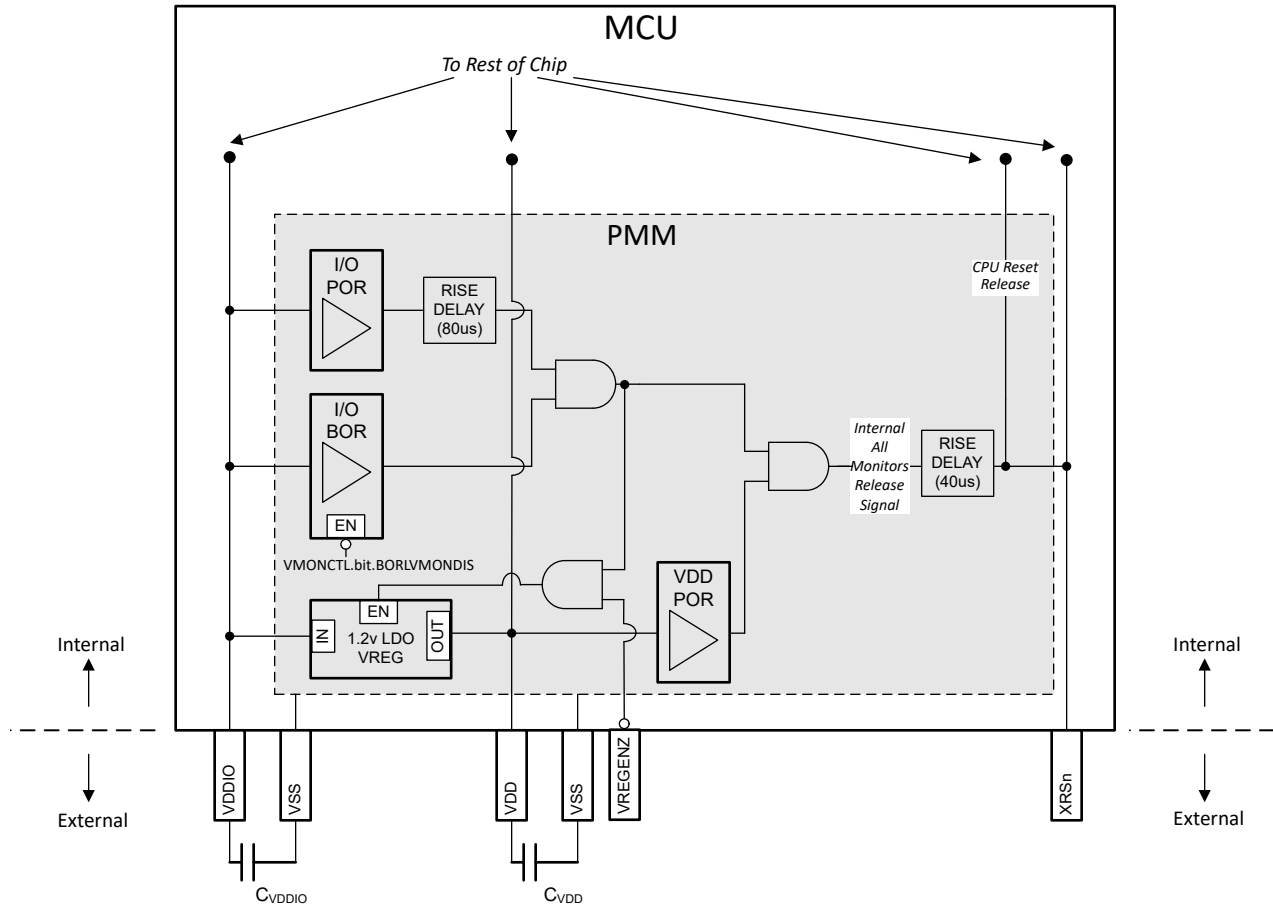 MCU
To Rest of Chip
PMM
I/O
POR
RISE
DELAY
(80us)
CPU Reset
Release
I/O
BOR
EN
VMONCTL.bit.BORLVMONDIS
Internal
All
Monitors
Release
Signal
RISE
DELAY
(40us)
EN
IN
1.2v LDO
VREG
OUT
VDD
POR
Internal
External
Internal
External
VDDIO
VSS
VDD
VSS
VREGENZ
XRSn
CVDDIO
CVDD